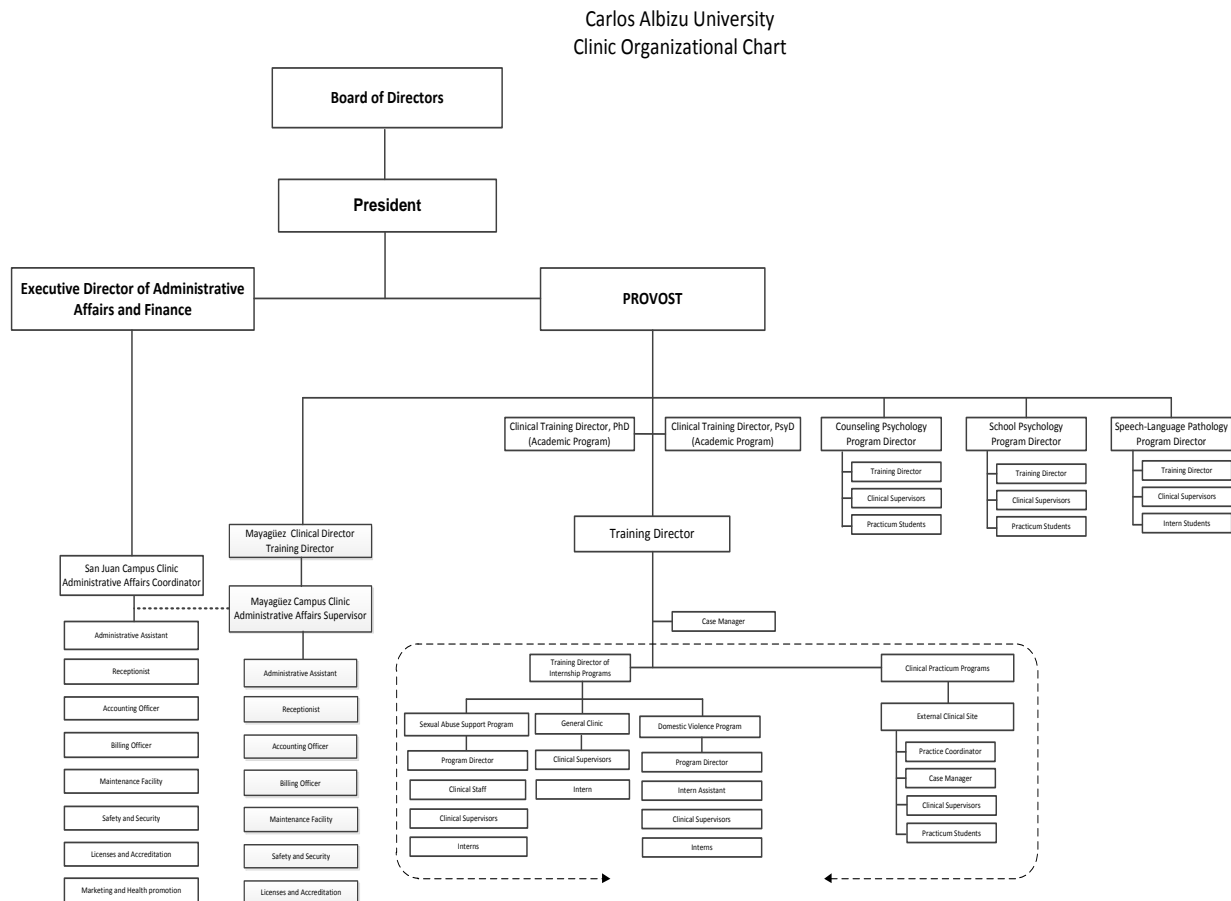 Carlos Albizu University
Clinic Organizational Chart
Board of Directors
President
Executive Director of Administrative
Affairs and Finance
PROVOST
Clinical Training Director, PhD
(Academic Program)
Clinical Training Director, PsyD
(Academic Program)
Counseling Psychology
Program Director
Training Director
Clinical Supervisors
Practicum Students
School Psychology
Program Director
Training Director
Clinical Supervisors
Practicum Students
Speech-Language Pathology
Program Director
Training Director
Clinical Supervisors
Intern Students
Mayagüez Clinical Director
Training Director
Training Director
San Juan Campus Clinic
Administrative Affairs Coordinator
Mayagüez Campus Clinic
Administrative Affairs Supervisor
Administrative Assistant
Receptionist
Accounting Officer
Billing Officer
Maintenance Facility
Safety and Security
Licenses and Accreditation
Marketing and Health promotion
Administrative Assistant
Receptionist
Accounting Officer
Billing Officer
Maintenance Facility
Safety and Security
Licenses and Accreditation
Case Manager
Training Director of
Internship Programs
Clinical Practicum Programs
Sexual Abuse Support Program
Program Director
Clinical Staff
Clinical Supervisors
Interns
General Clinic
Clinical Supervisors
Intern
Domestic Violence Program
Program Director
Intern Assistant
Clinical Supervisors
Interns
External Clinical Site
Practice Coordinator
Case Manager
Clinical Supervisors
Practicum Students